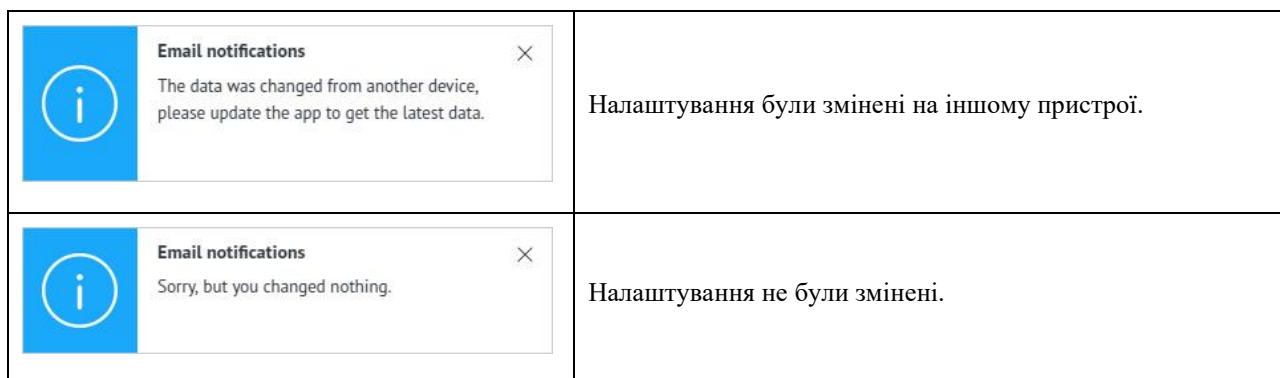 Email notifications
The data was changed from another device,
please update the app to get the latest data.
Налаштування були змінені на іншому пристрої.
Email notifications
Sorry, but you changed nothing.
Налаштування не були змінені.